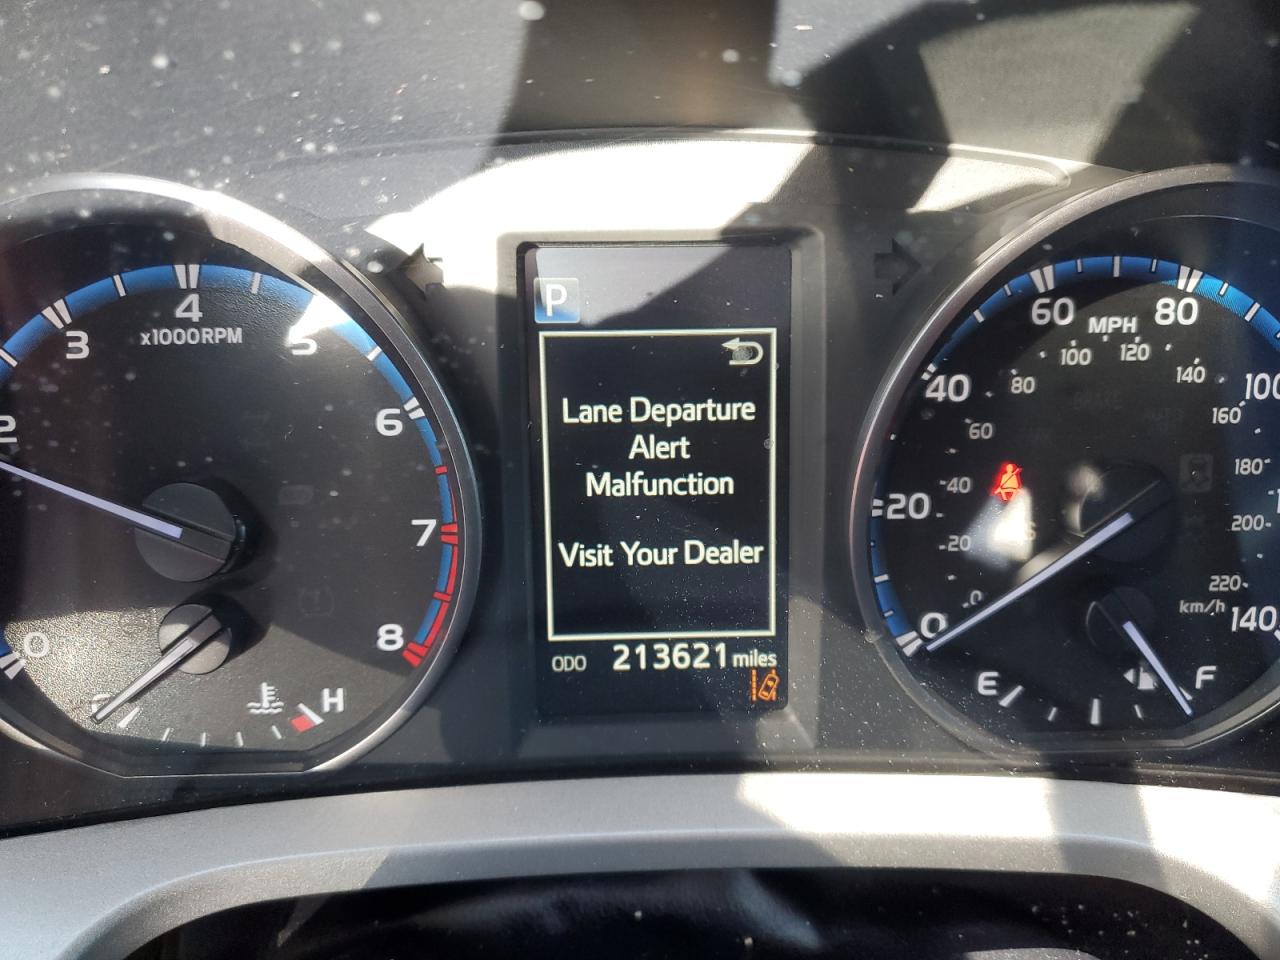 P
Lane Departure
Alert
Malfunction
Visit Your Dealer
ODO 213621 miles
0
2
3
4
5
6
7
8
x1000RPM
H
0
20
40
60
80
100
140
MPH
0
20
40
60
80
100
120
140
160
180
200
220
km/h
E
F